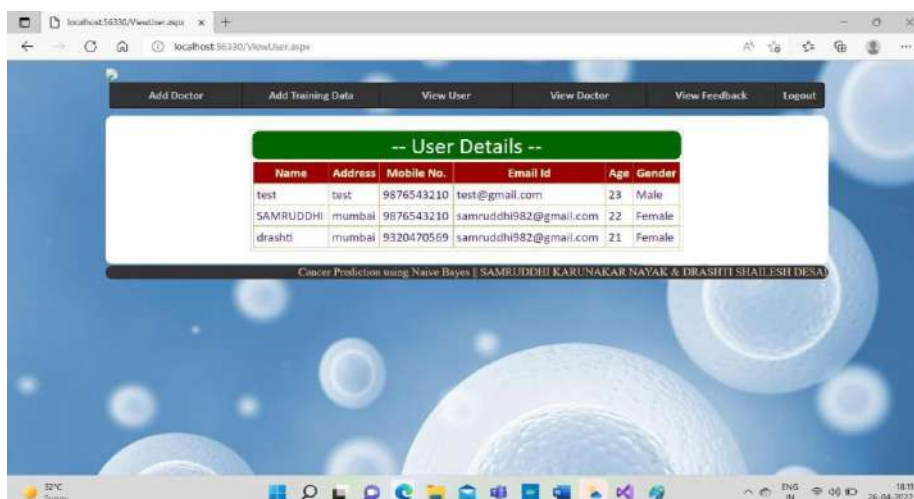 localhost:56330/ViewUser.aspx
localhost:56330/ViewUser.aspx
Add Doctor Add Training Data View User View Doctor View Feedback Logout
-- User Details --
Name Address Mobile No. Email Id Age Gender
test test 9876543210 test@gmail.com 23 Male
SAMRUDDHI mumbai 9876543210 samruddhi982@gmail.com 22 Female
drashti mumbai 9320470569 samruddhi982@gmail.com 21 Female
Cancer Prediction using Naive Bayes || SAMRUDDHI KARUNAKAR NAYAK & DRASHTI SHAILESH DESAI
32°C
Sunny
ENG
IN
18:11